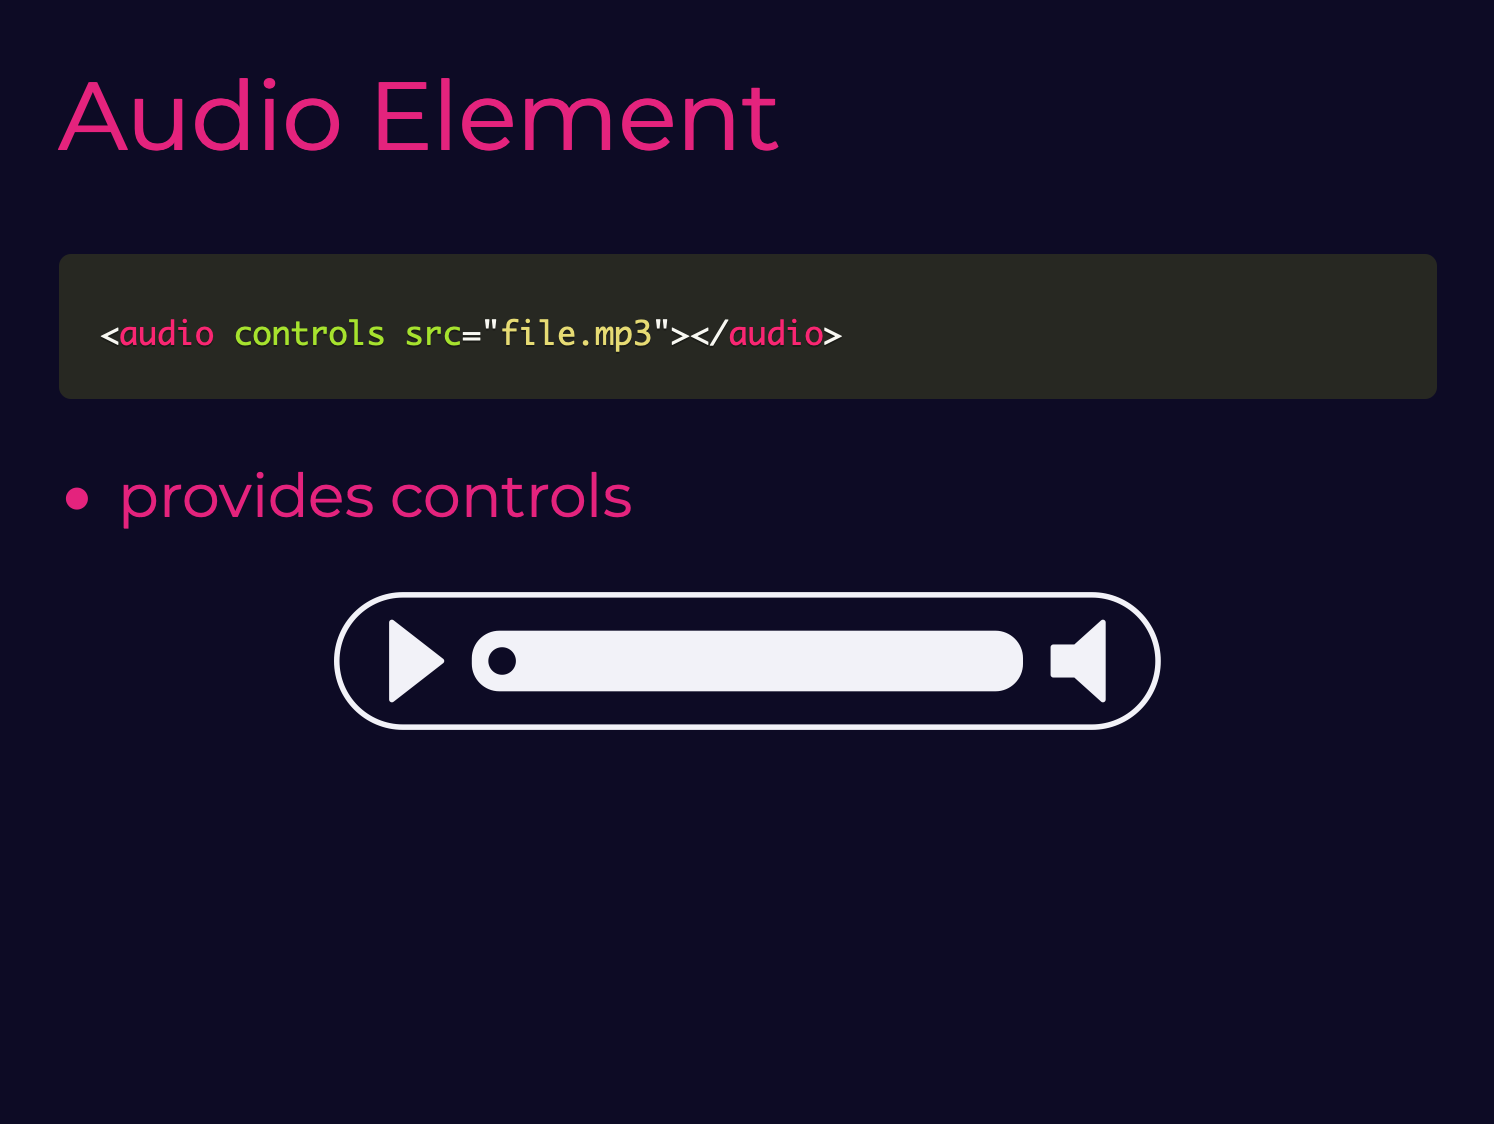 Audio Element
<audio controls src="file.mp3"></audio>
• provides controls